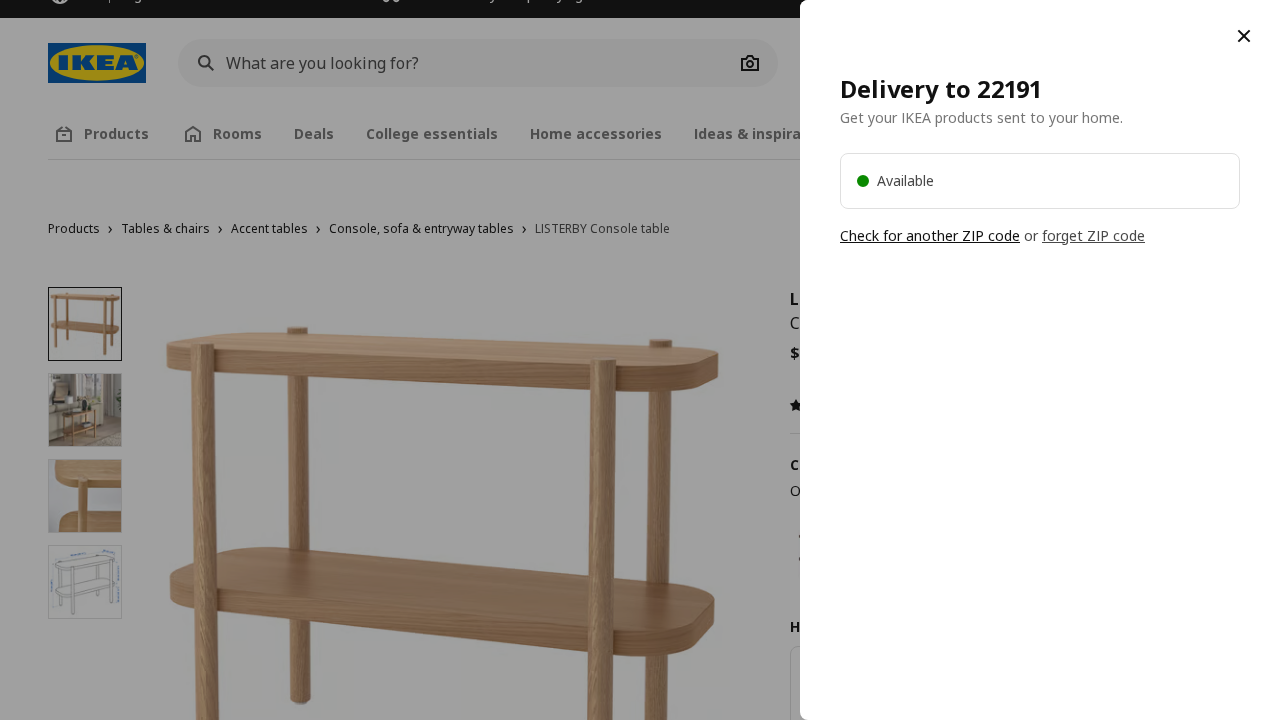 IKEA
What are you looking for?
Products
Rooms
Deals
College essentials
Home accessories
Products › Tables & chairs › Accent tables › Console, sofa & entryway tables › LISTERBY Console table
Delivery to 22191
Get your IKEA products sent to your home.
Available
Check for another ZIP code or forget ZIP code